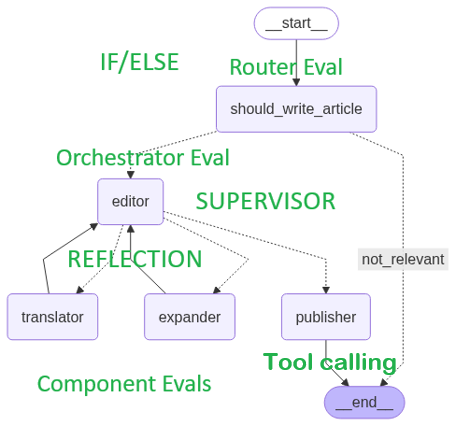 __start__
IF/ELSE
Router Eval
should_write_article
Orchestrator Eval
editor
SUPERVISOR
REFLECTION
not_relevant
translator
expander
publisher
Tool calling
Component Evals
__end__